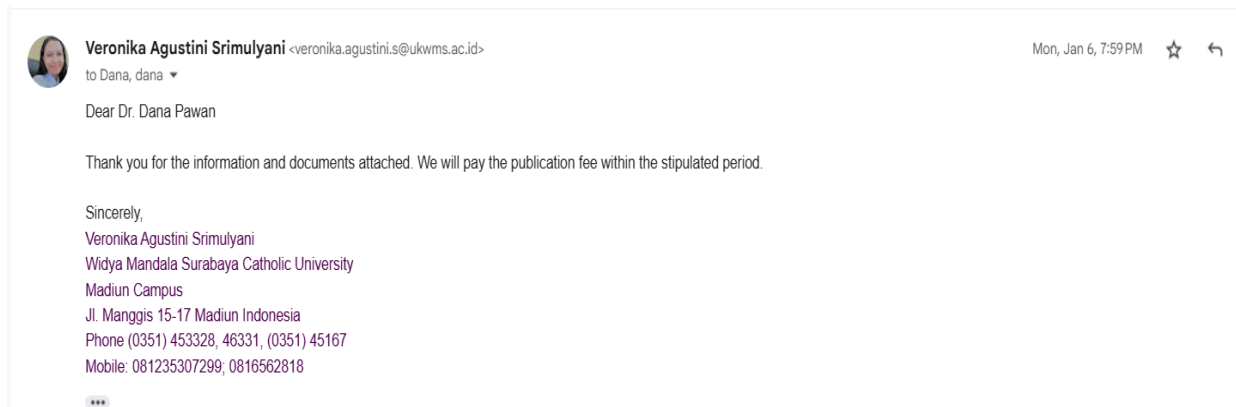 Veronika Agustini Srimulyani <veronika.agustini.s@ukwms.ac.id> Mon, Jan 6, 7:59 PM
to Dana, dana
Dear Dr. Dana Pawan
Thank you for the information and documents attached. We will pay the publication fee within the stipulated period.
Sincerely,
Veronika Agustini Srimulyani
Widya Mandala Surabaya Catholic University
Madiun Campus
Jl. Manggis 15-17 Madiun Indonesia
Phone (0351) 453328, 46331, (0351) 45167
Mobile: 081235307299; 0816562818